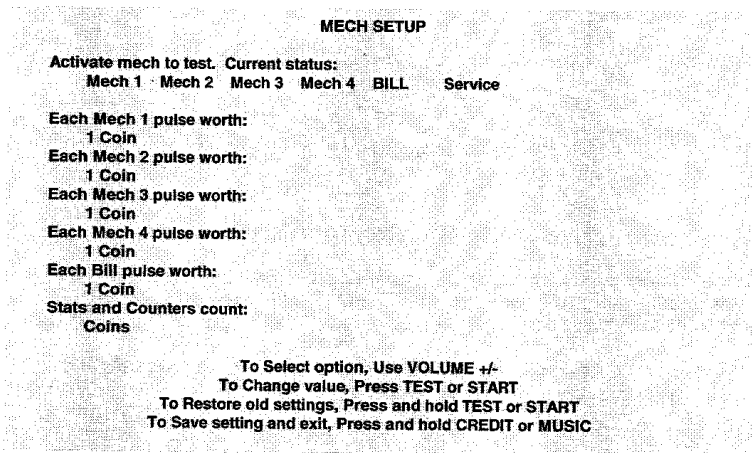 MECH SETUP
Activate mech to test. Current status:
Mech 1 Mech 2 Mech 3 Mech 4 BILL Service
Each Mech 1 pulse worth:
1 Coin
Each Mech 2 pulse worth:
1 Coin
Each Mech 3 pulse worth:
1 Coin
Each Mech 4 pulse worth:
1 Coin
Each Bill pulse worth:
1 Coin
Stats and Counters count:
Coins
To Select option, Use VOLUME +/-
To Change value, Press TEST or START
To Restore old settings, Press and hold TEST or START
To Save setting and exit, Press and hold CREDIT or MUSIC